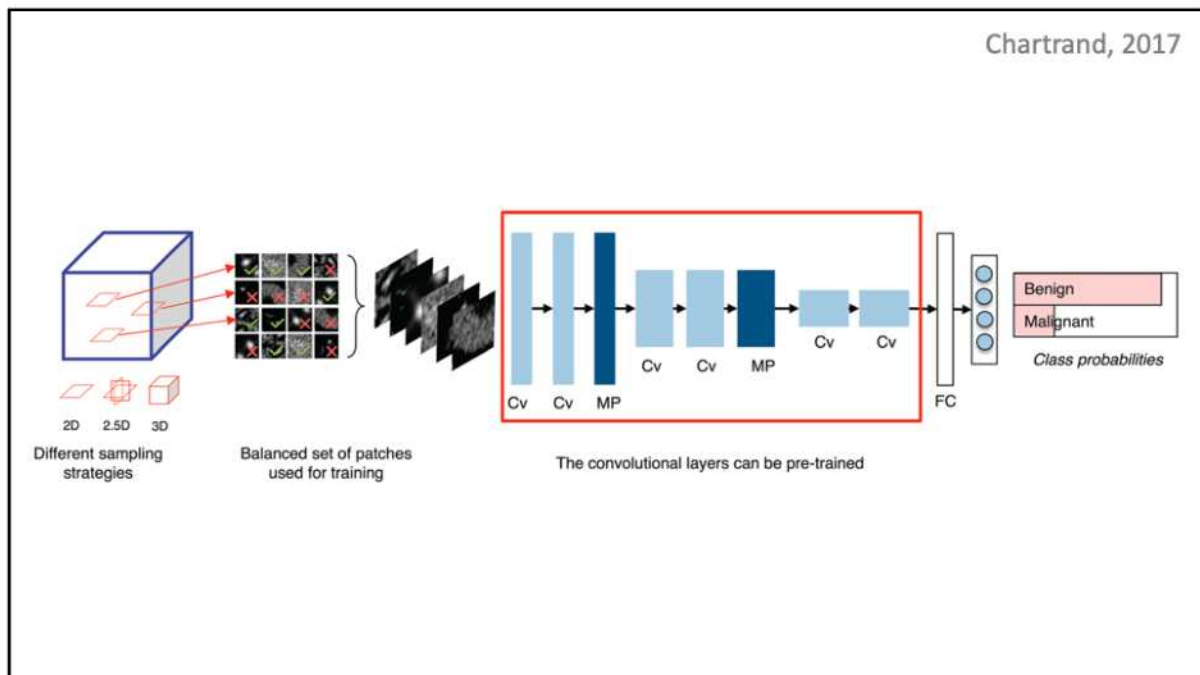 Chartrand, 2017
2D 2.5D 3D
Different sampling
strategies
Balanced set of patches
used for training
Cv Cv MP
Cv Cv MP
Cv Cv
The convolutional layers can be pre-trained
FC
Benign
Malignant
Class probabilities